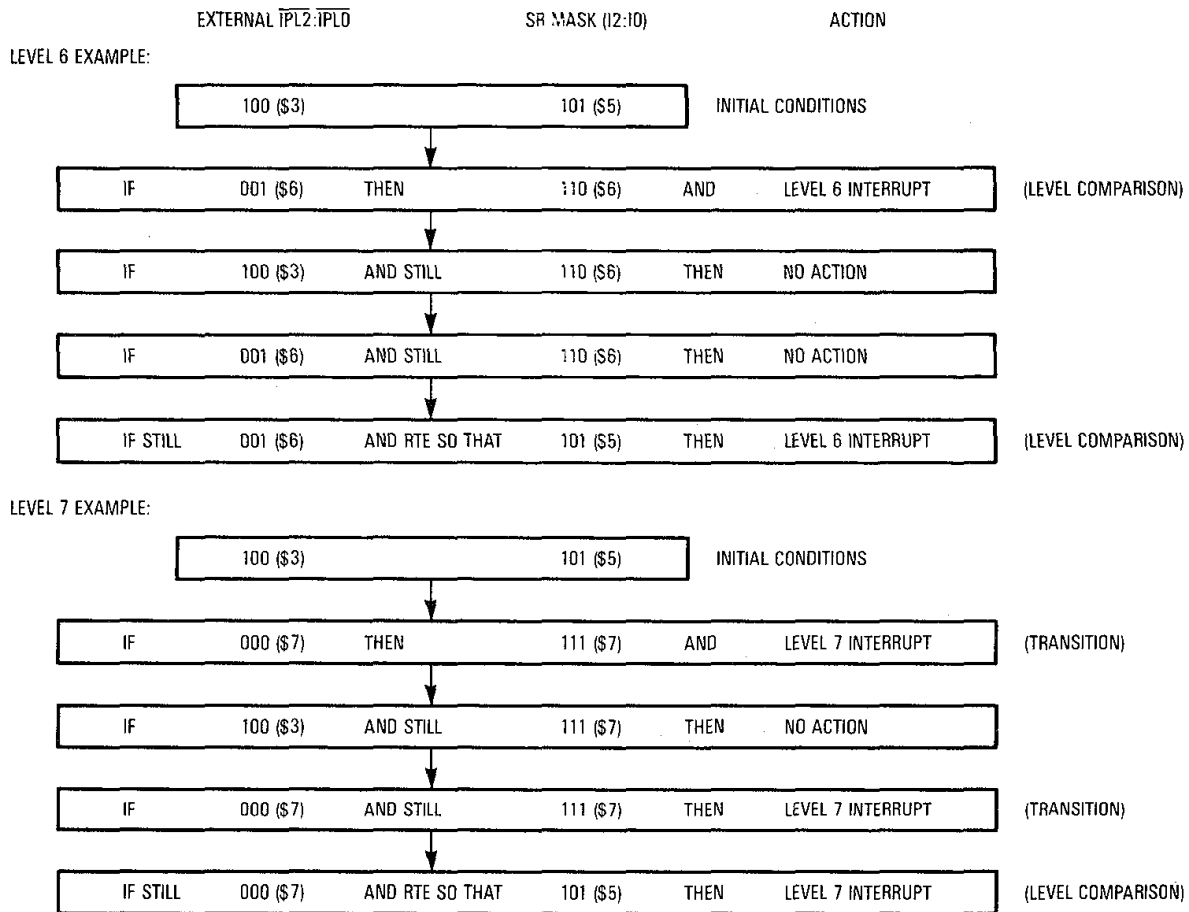 EXTERNAL IPL2:IPL0 SR MASK (I2:I0) ACTION
LEVEL 6 EXAMPLE:
100 ($3) 101 ($5) INITIAL CONDITIONS
IF 001 ($6) THEN 110 ($6) AND LEVEL 6 INTERRUPT (LEVEL COMPARISON)
IF 100 ($3) AND STILL 110 ($6) THEN NO ACTION
IF 001 ($6) AND STILL 110 ($6) THEN NO ACTION
IF STILL 001 ($6) AND RTE SO THAT 101 ($5) THEN LEVEL 6 INTERRUPT (LEVEL COMPARISON)
LEVEL 7 EXAMPLE:
100 ($3) 101 ($5) INITIAL CONDITIONS
IF 000 ($7) THEN 111 ($7) AND LEVEL 7 INTERRUPT (TRANSITION)
IF 100 ($3) AND STILL 111 ($7) THEN NO ACTION
IF 000 ($7) AND STILL 111 ($7) THEN LEVEL 7 INTERRUPT (TRANSITION)
IF STILL 000 ($7) AND RTE SO THAT 101 ($5) THEN LEVEL 7 INTERRUPT (LEVEL COMPARISON)